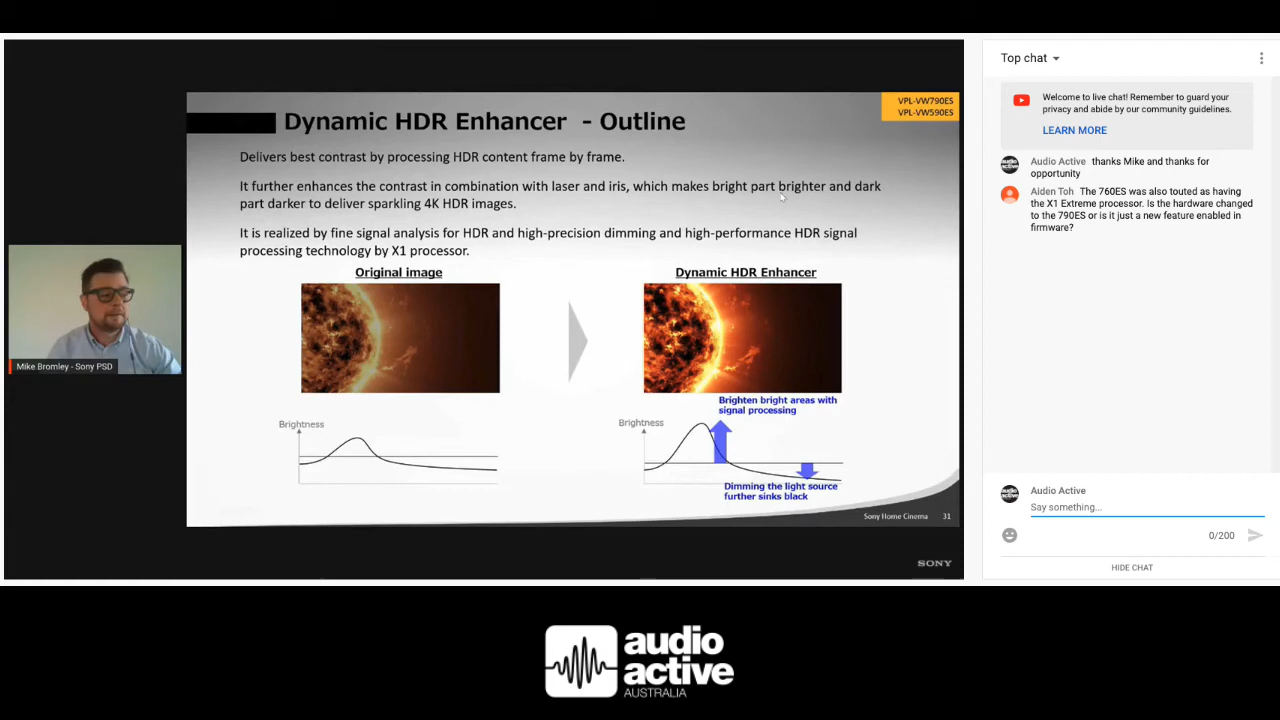 VPL-VW790ES
VPL-VW590ES
Dynamic HDR Enhancer - Outline
Delivers best contrast by processing HDR content frame by frame.
It further enhances the contrast in combination with laser and iris, which makes bright part brighter and dark
part darker to deliver sparkling 4K HDR images.
It is realized by fine signal analysis for HDR and high-precision dimming and high-performance HDR signal
processing technology by X1 processor.
Original image
Dynamic HDR Enhancer
Brighten bright areas with
signal processing
Brightness
Brightness
Dimming the light source
further sinks black
Sony Home Cinema 31
SONY
Mike Bromley - Sony PSD
Top chat
Welcome to live chat! Remember to guard your
privacy and abide by our community guidelines.
LEARN MORE
Audio Active thanks Mike and thanks for
opportunity
Aiden Toh The 760ES was also touted as having
the X1 Extreme processor. Is the hardware changed
to the 790ES or is it just a new feature enabled in
firmware?
Audio Active
Say something...
0/200
HIDE CHAT
audio
active
AUSTRALIA